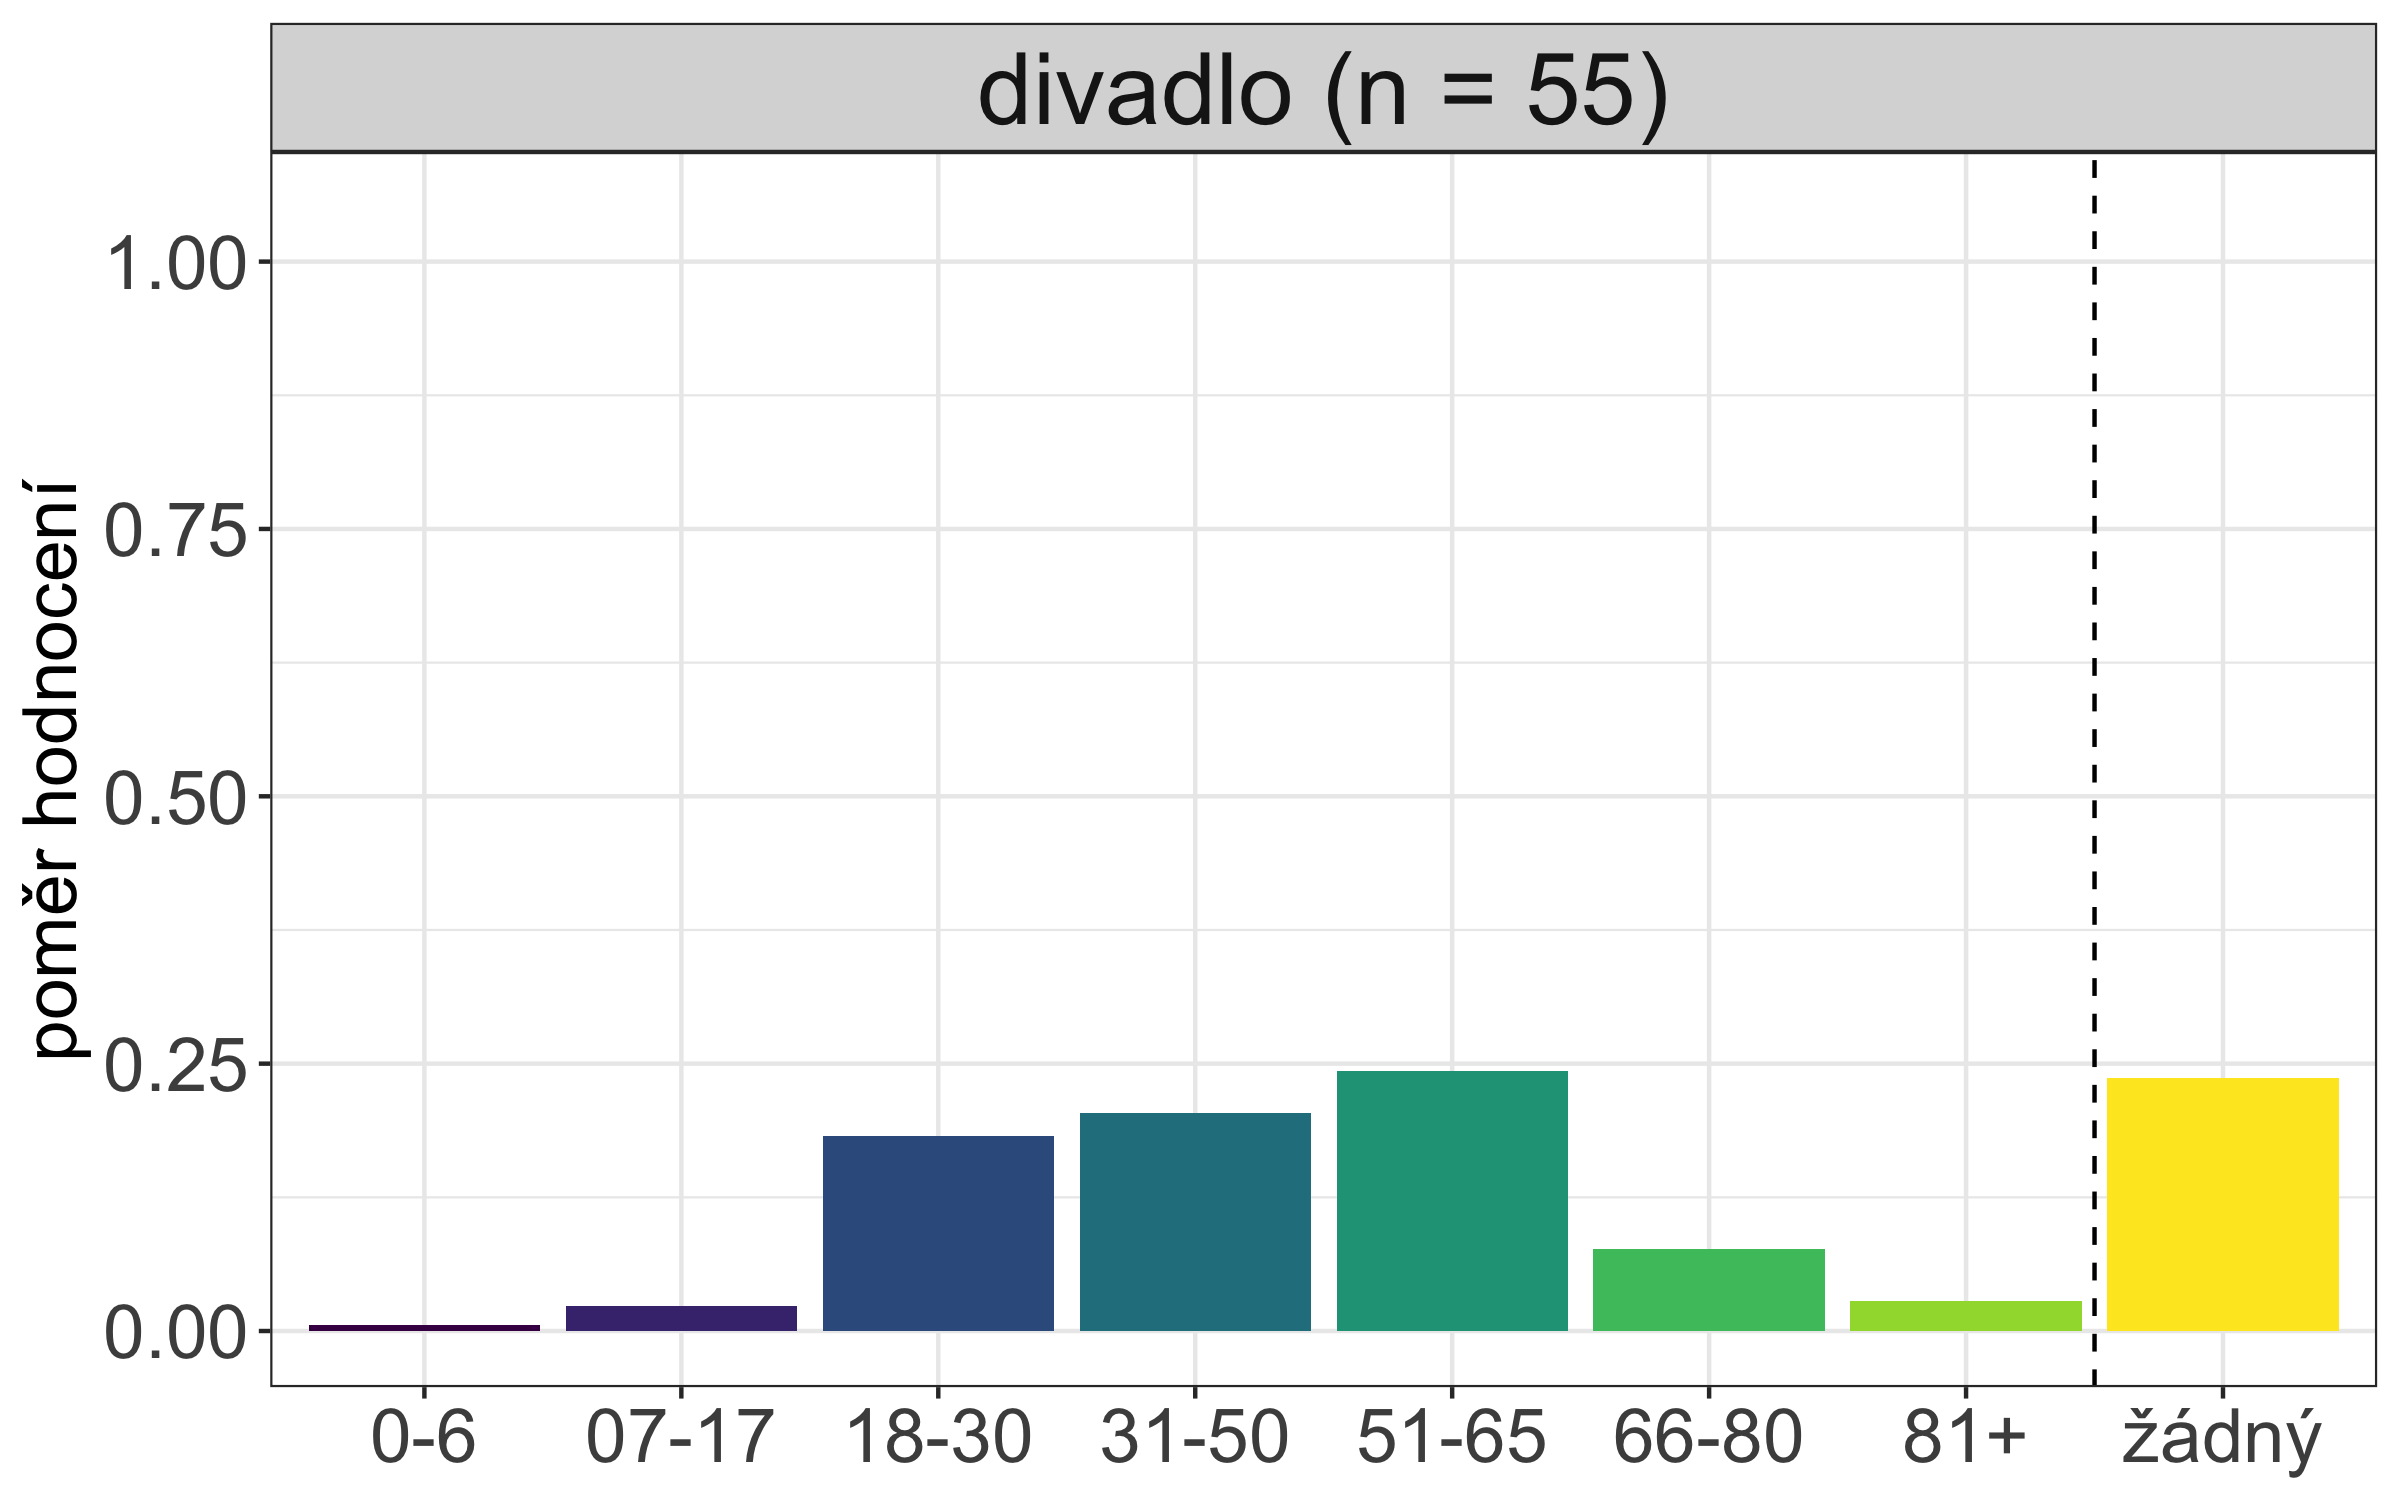 divadlo (n = 55)
poměr hodnocení
1.00
0.75
0.50
0.25
0.00
0-6 07-17 18-30 31-50 51-65 66-80 81+ žádný